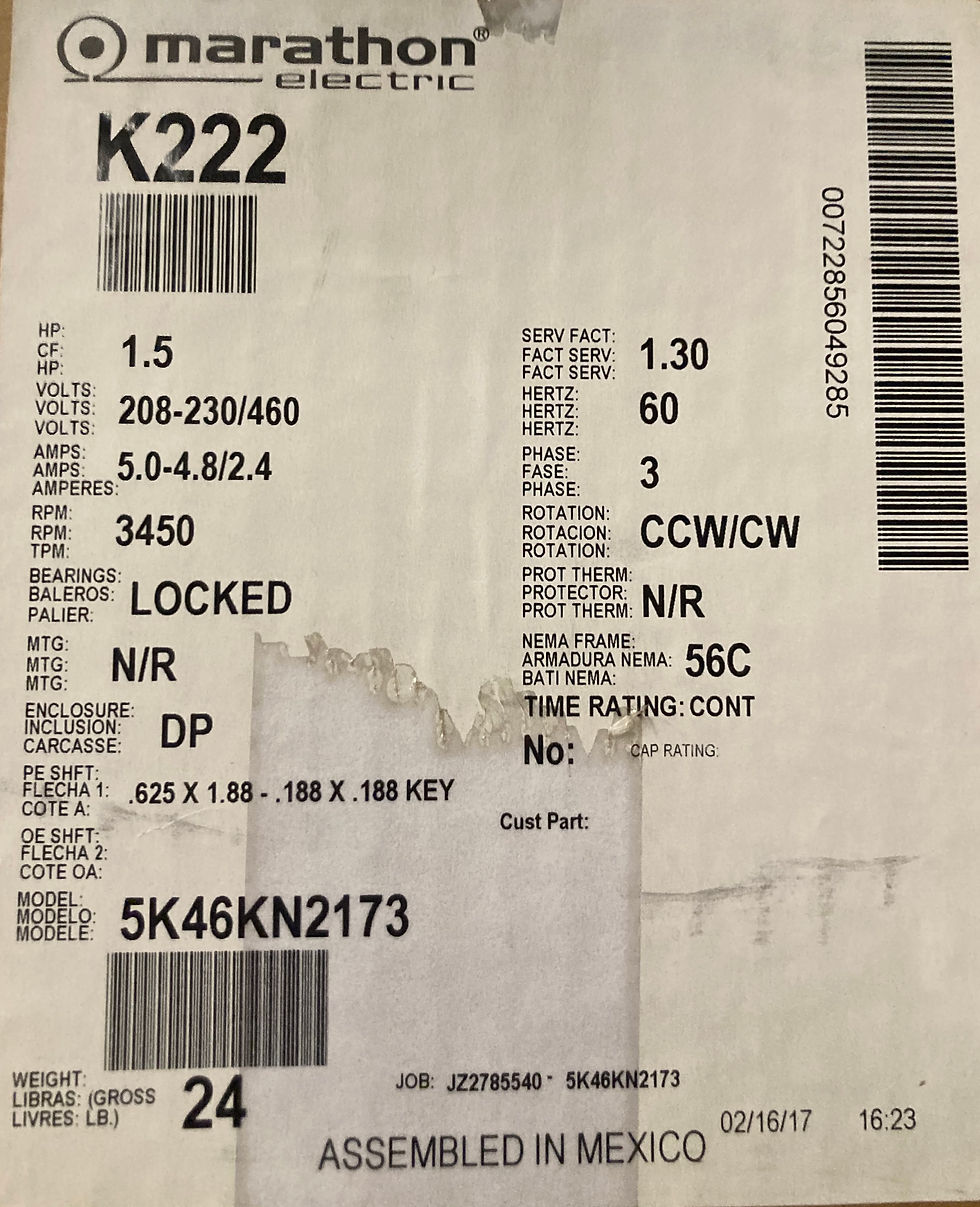 marathon®
electric
K222
007228560​49285
HP:
CF: 1.5
HP:
VOLTS:
VOLTS: 208-230/460
VOLTS:
AMPS:
AMPS: 5.0-4.8/2.4
AMPERES:
RPM:
RPM: 3450
TPM:
BEARINGS:
BALEROS: LOCKED
PALIER:
MTG:
MTG: N/R
MTG:
ENCLOSURE:
INCLUSION: DP
CARCASSE:
PE SHFT:
FLECHA 1: .625 X 1.88 - .188 X .188 KEY
COTE A:
OE SHFT:
FLECHA 2:
COTE OA:
MODEL:
MODELO: 5K46KN2173
MODELE:
WEIGHT:
LIBRAS: (GROSS 24
LIVRES: LB.)
SERV FACT:
FACT SERV: 1.30
FACT SERV:
HERTZ:
HERTZ: 60
HERTZ:
PHASE:
FASE: 3
PHASE:
ROTATION:
ROTACION: CCW/CW
ROTATION:
PROT THERM:
PROTECTOR: N/R
PROT THERM:
NEMA FRAME:
ARMADURA NEMA: 56C
BATI NEMA:
TIME RATING: CONT
No: CAP RATING:
Cust Part:
JOB: JZ2785540 - 5K46KN2173
02/16/17 16:23
ASSEMBLED IN MEXICO